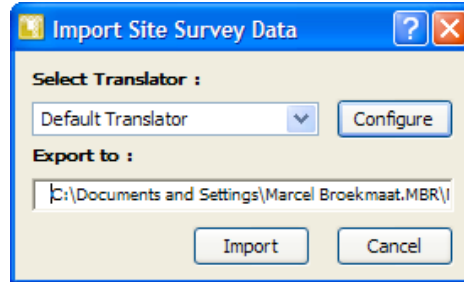 Import Site Survey Data
Select Translator :
Default Translator Configure
Export to :
C:\Documents and Settings\Marcel Broekmaat.MBR\
Import Cancel